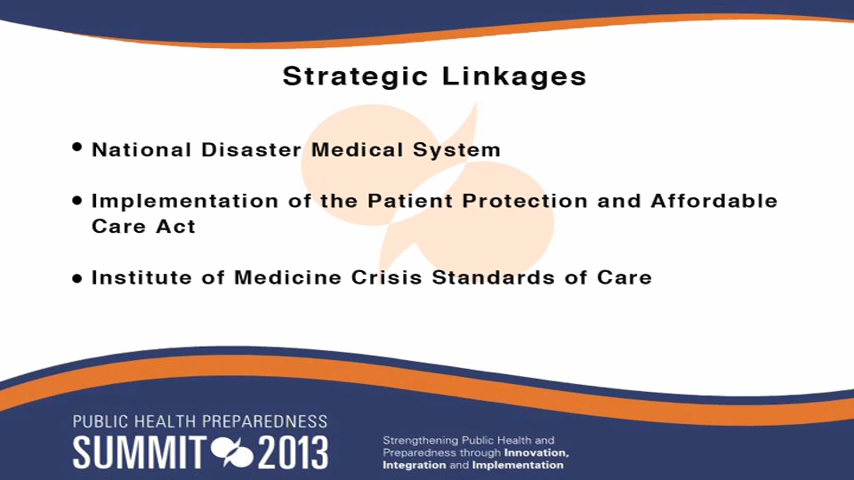 Strategic Linkages
• National Disaster Medical System
• Implementation of the Patient Protection and Affordable
Care Act
• Institute of Medicine Crisis Standards of Care
PUBLIC HEALTH PREPAREDNESS
SUMMIT 2013
Strengthening Public Health and
Preparedness through Innovation,
Integration and Implementation